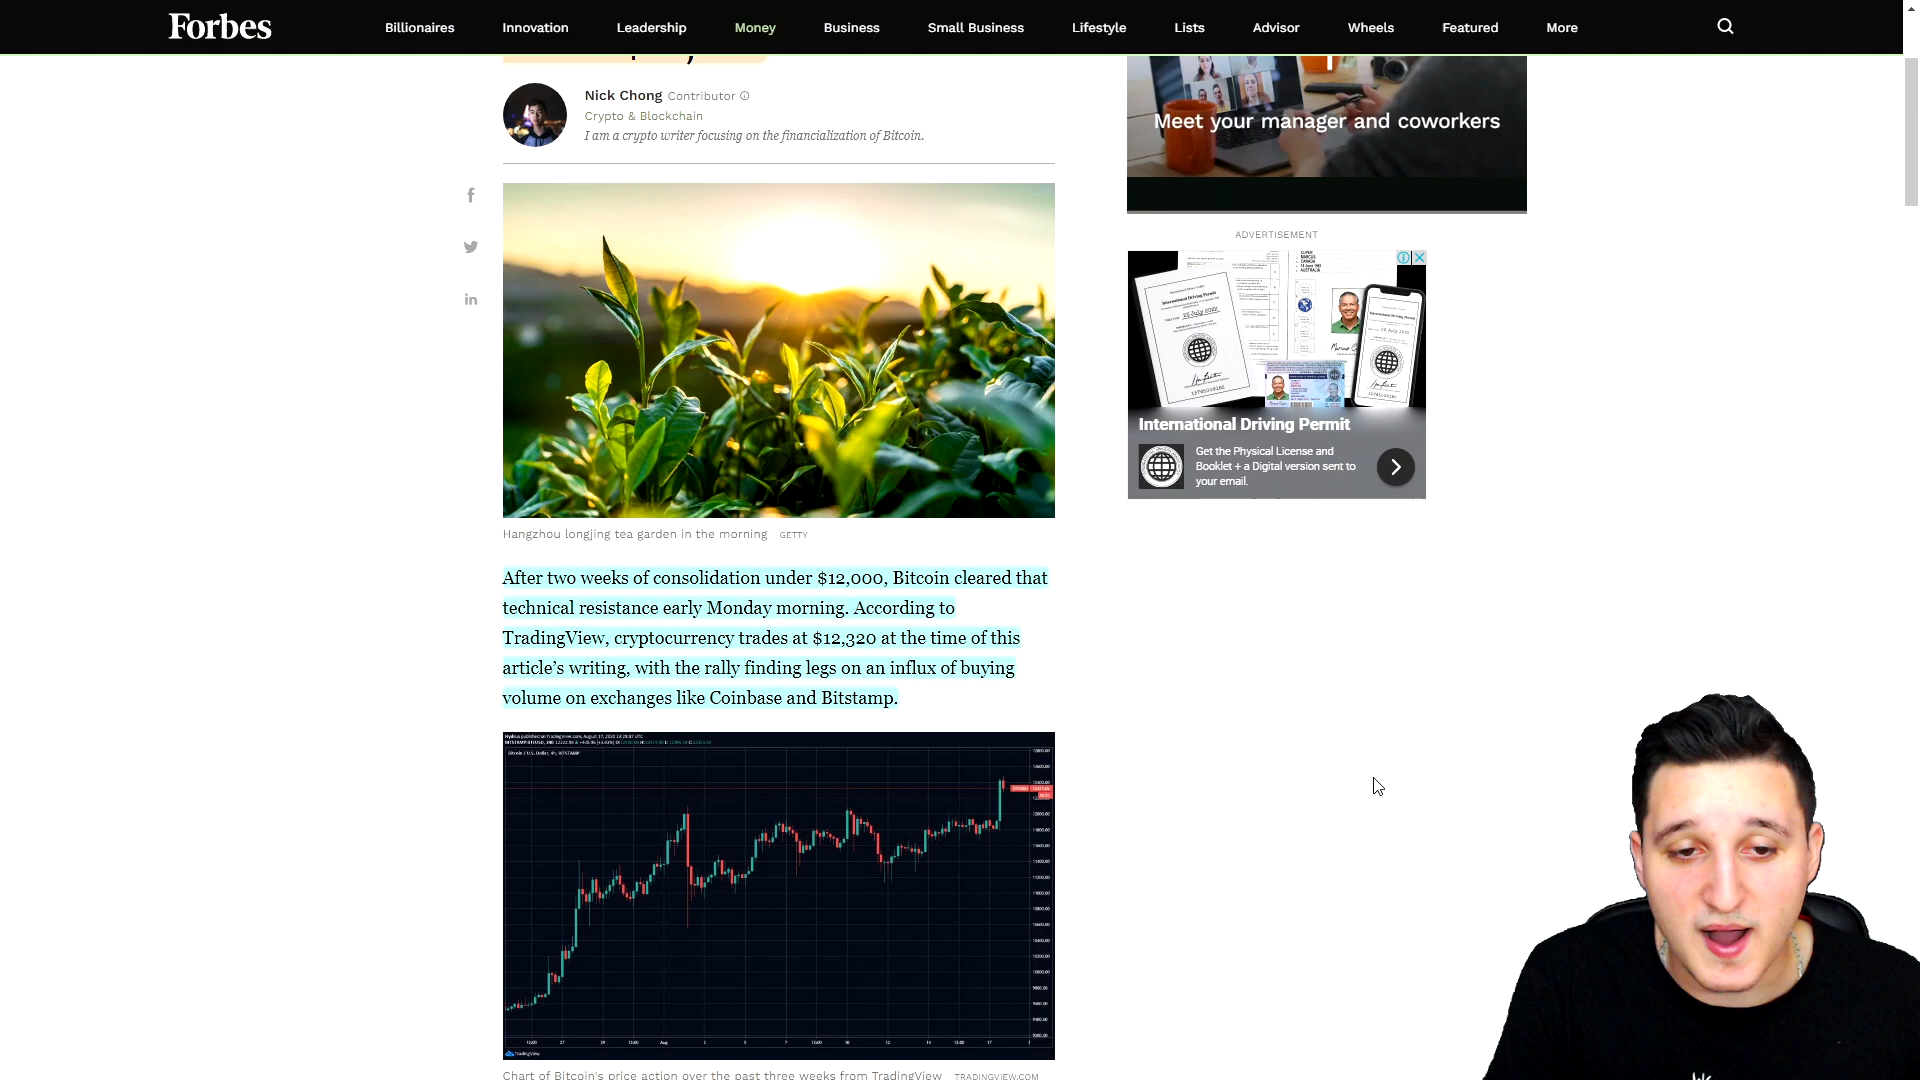 Forbes
Billionaires
Innovation
Leadership
Money
Business
Small Business
Lifestyle
Lists
Advisor
Wheels
Featured
More
Nick Chong Contributor
Crypto & Blockchain
I am a crypto writer focusing on the financialization of Bitcoin.
Meet your manager and coworkers
ADVERTISEMENT
International Driving Permit
Get the Physical License and
Booklet + a Digital version sent to
your email.
Hangzhou longjing tea garden in the morning GETTY
After two weeks of consolidation under $12,000, Bitcoin cleared that
technical resistance early Monday morning. According to
TradingView, cryptocurrency trades at $12,320 at the time of this
article’s writing, with the rally finding legs on an influx of buying
volume on exchanges like Coinbase and Bitstamp.
Bitcoin / U.S. Dollar, 4h, BITSTAMP
TradingView
Chart of Bitcoin's price action over the past three weeks from TradingView TRADINGVIEW.COM